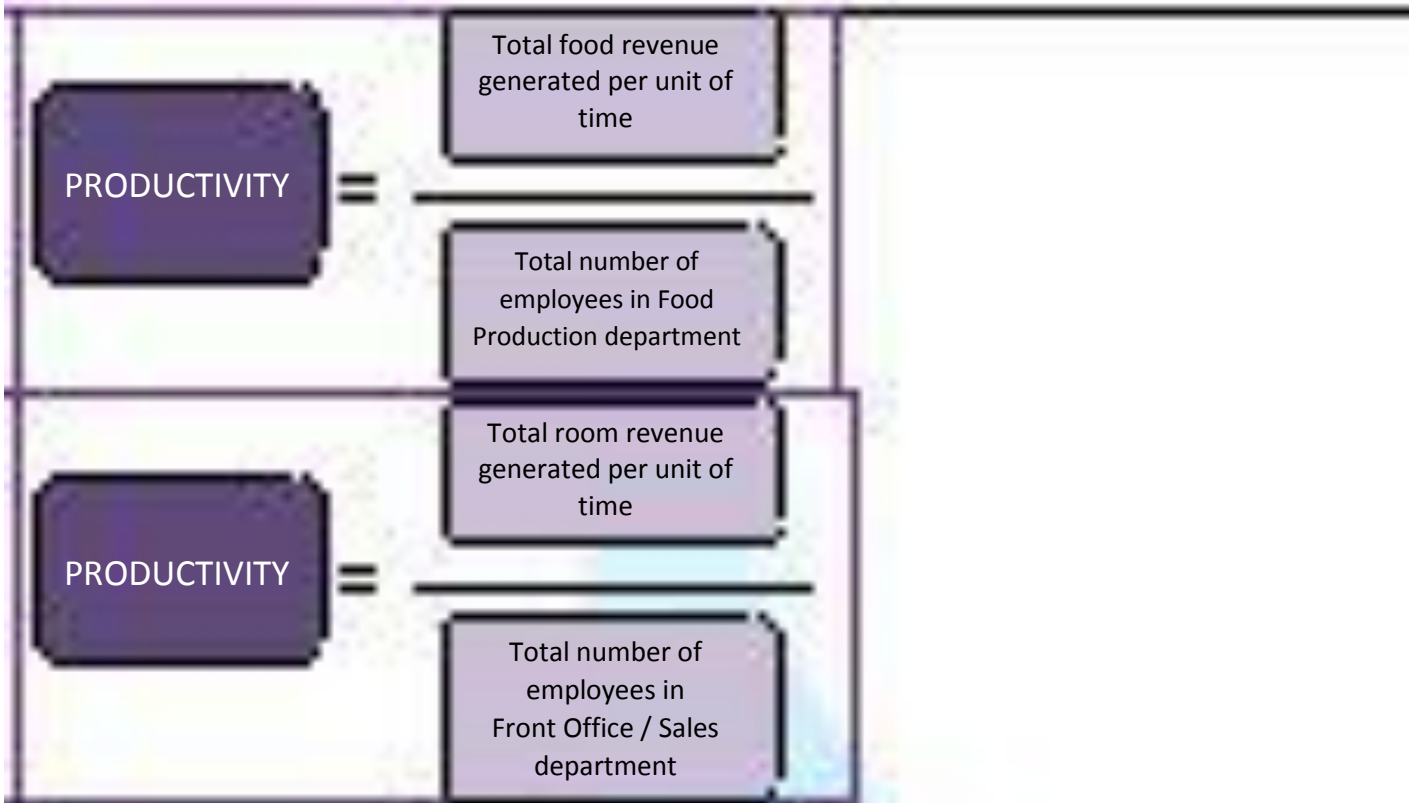 Total food revenue
generated per unit of
time
PRODUCTIVITY =
Total number of
employees in Food
Production department
Total room revenue
generated per unit of
time
PRODUCTIVITY =
Total number of
employees in
Front Office / Sales
department